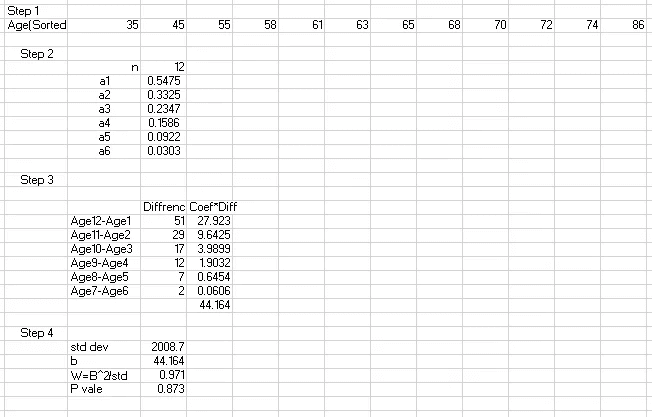 Step 1
Age(Sorted 35 45 55 58 61 63 65 68 70 72 74 86
Step 2
n 12
a1 0.5475
a2 0.3325
a3 0.2347
a4 0.1586
a5 0.0922
a6 0.0303
Step 3
Diffrenc Coef*Diff
Age12-Age1 51 27.923
Age11-Age2 29 9.6425
Age10-Age3 17 3.9899
Age9-Age4 12 1.9032
Age8-Age5 7 0.6454
Age7-Age6 2 0.0606
44.164
Step 4
std dev 2008.7
b 44.164
W=B^2/std 0.971
P vale 0.873